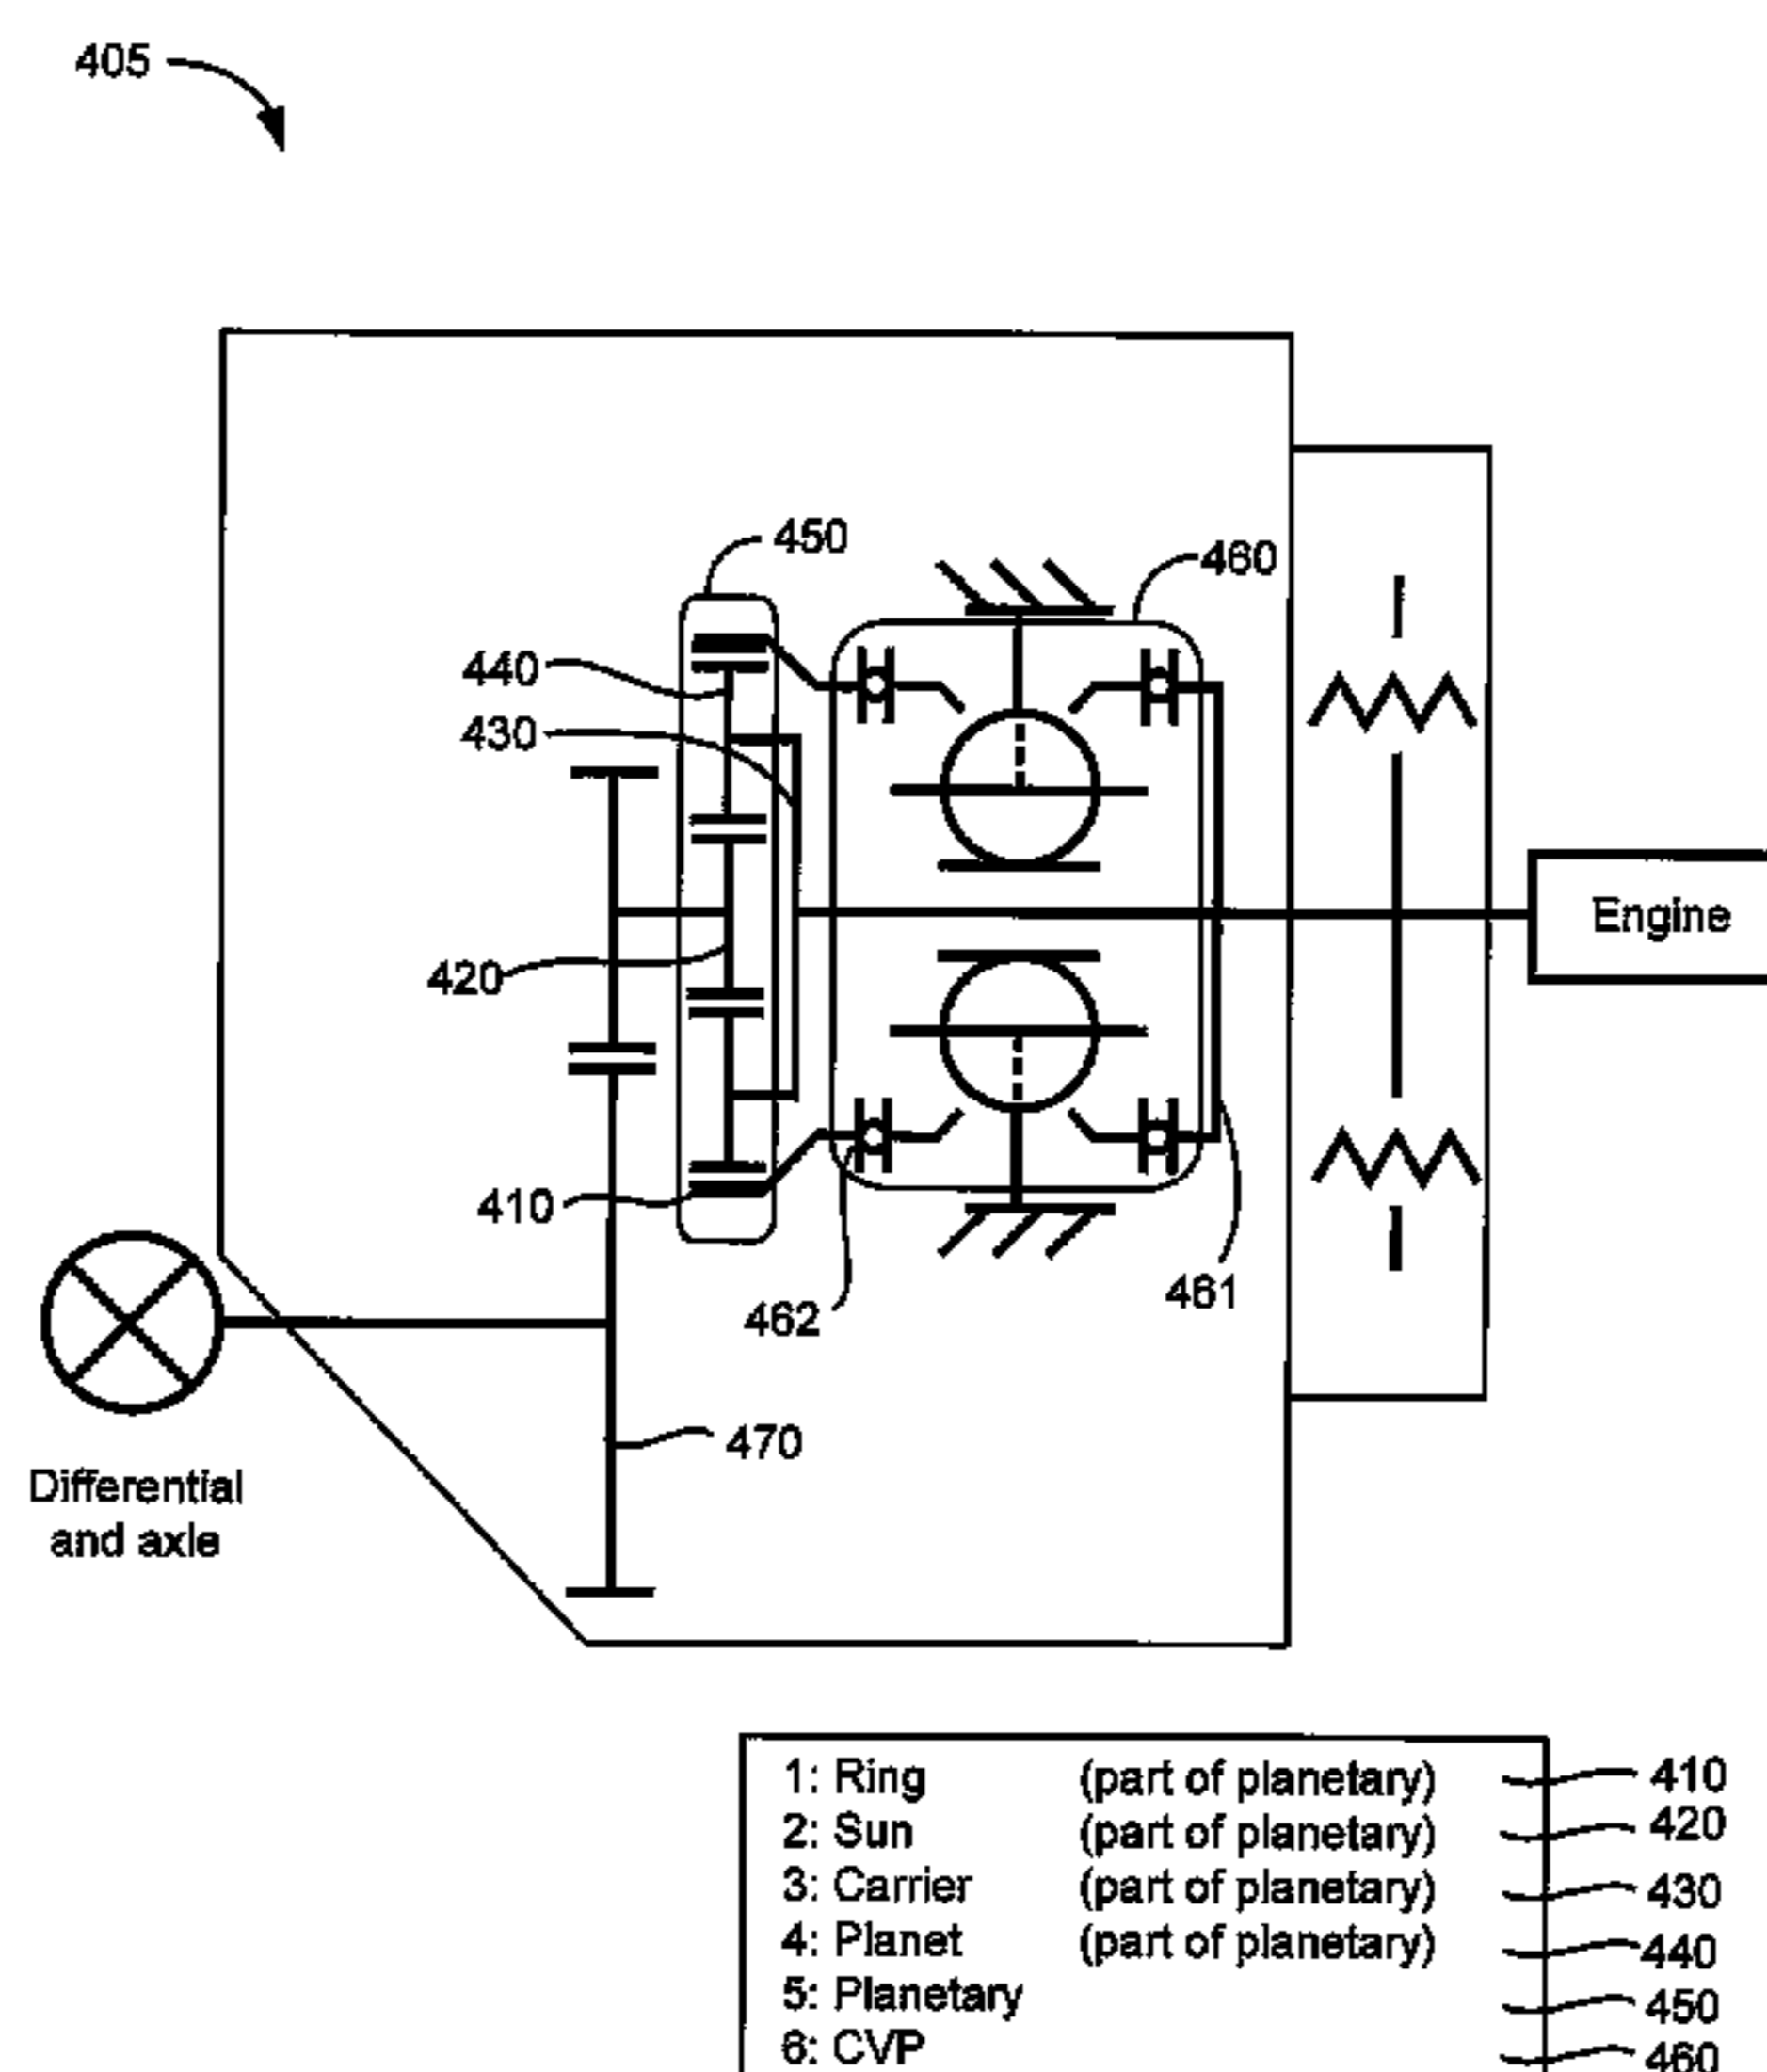 405
450
460
440
430
Engine
420
410
462
461
470
Differential
and axle
1: Ring (part of planetary) 410
2: Sun (part of planetary) 420
3: Carrier (part of planetary) 430
4: Planet (part of planetary) 440
5: Planetary 450
6: CVP 460